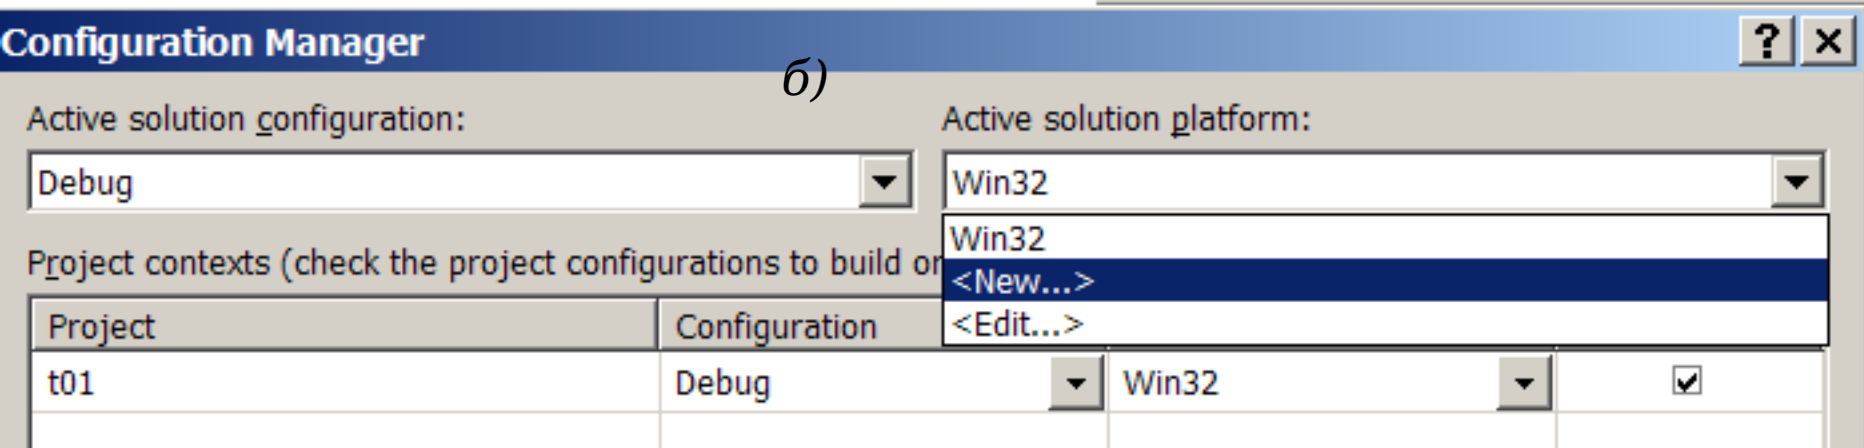 Configuration Manager
б)
Active solution configuration:
Active solution platform:
Debug
Win32
Win32
Project contexts (check the project configurations to build or
<New...>
<Edit...>
Project
Configuration
t01
Debug
Win32